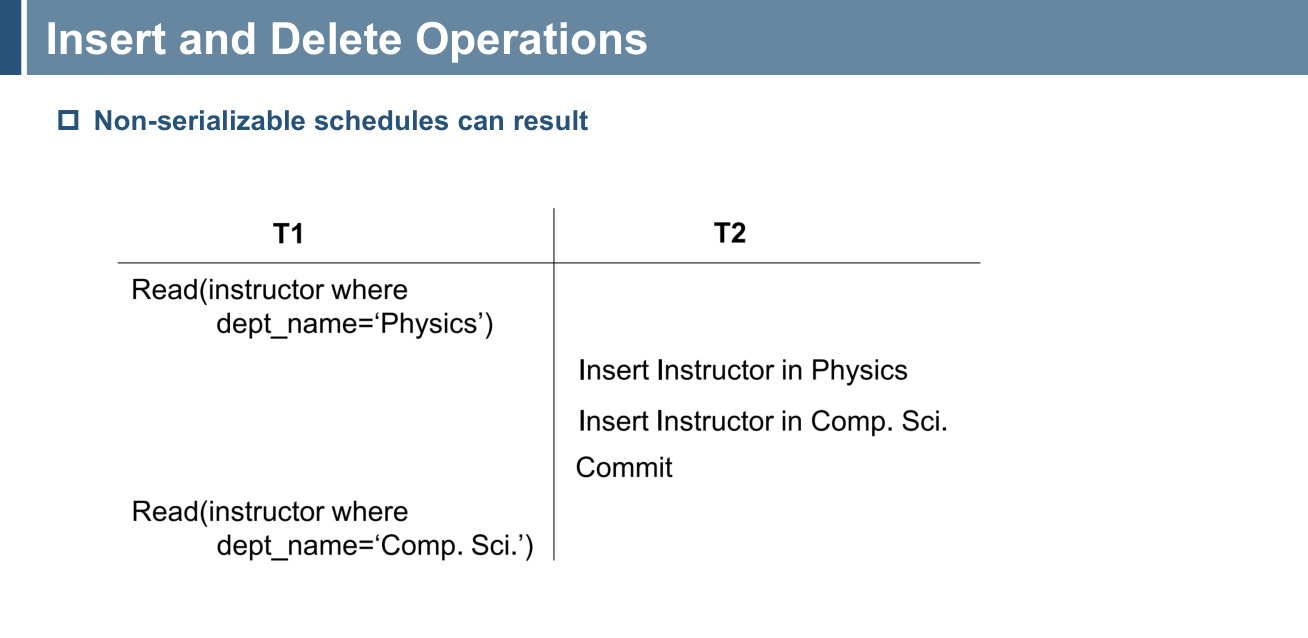 Insert and Delete Operations
Non-serializable schedules can result
T1
T2
Read(instructor where
dept_name=‘Physics’)
Insert Instructor in Physics
Insert Instructor in Comp. Sci.
Commit
Read(instructor where
dept_name=‘Comp. Sci.’)